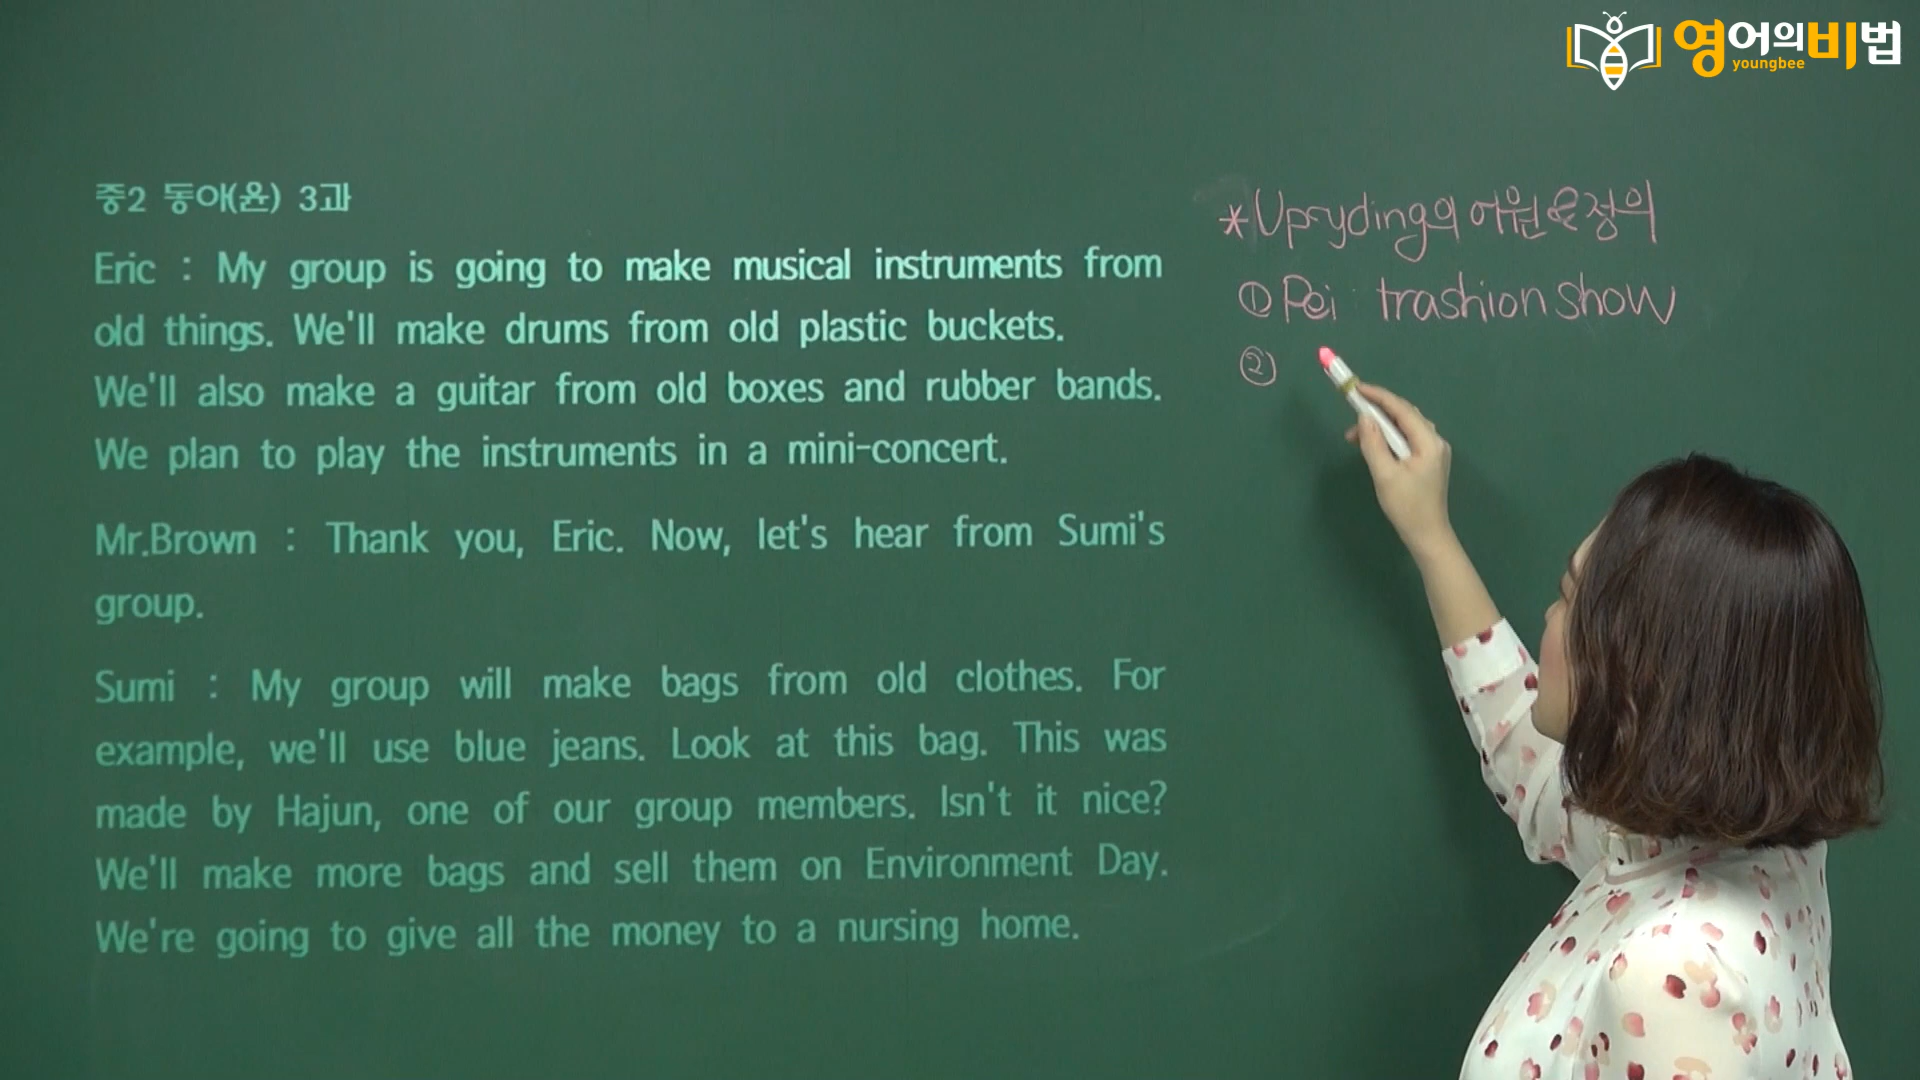 영어의비법
youngbee
중2 동아(윤) 3과
Eric : My group is going to make musical instruments from
old things. We'll make drums from old plastic buckets.
We'll also make a guitar from old boxes and rubber bands.
We plan to play the instruments in a mini-concert.
Mr.Brown : Thank you, Eric. Now, let's hear from Sumi's
group.
Sumi : My group will make bags from old clothes. For
example, we'll use blue jeans. Look at this bag. This was
made by Hajun, one of our group members. Isn't it nice?
We'll make more bags and sell them on Environment Day.
We're going to give all the money to a nursing home.
*Upcycling의 어원&정의
① Pei trashion show
②